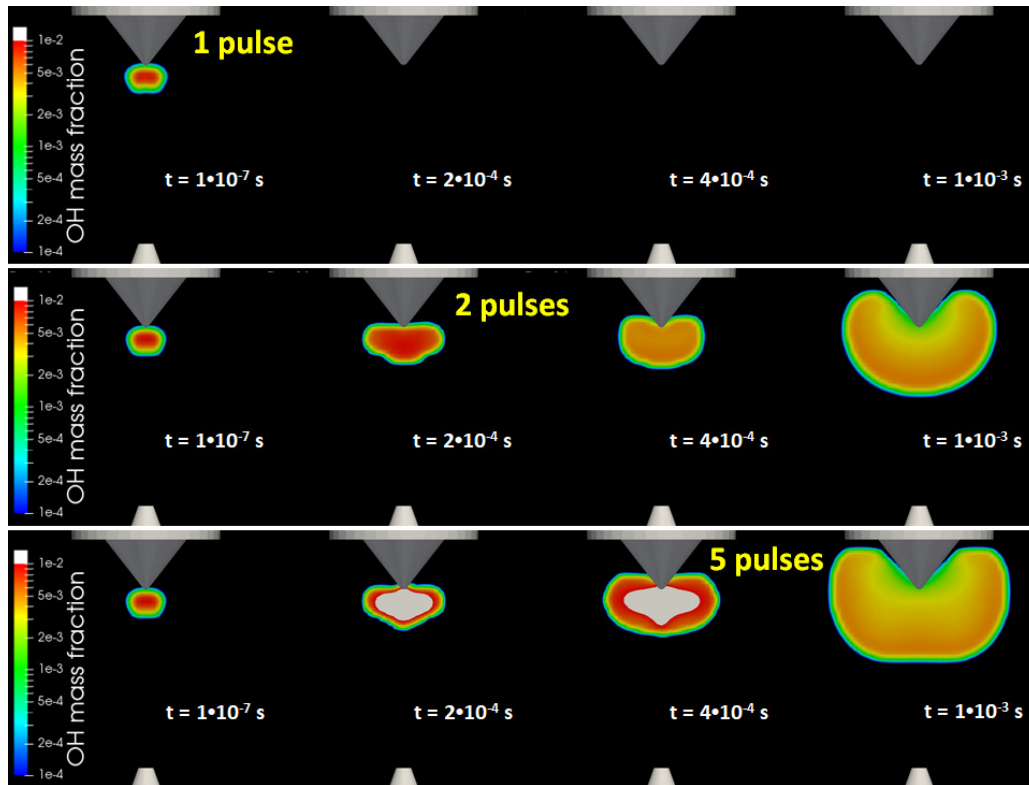 1 pulse
1e-2
5e-3
2e-3
1e-3
5e-4
2e-4
1e-4
OH mass fraction
t = 1•10⁻⁷ s
t = 2•10⁻⁴ s
t = 4•10⁻⁴ s
t = 1•10⁻³ s
2 pulses
1e-2
5e-3
2e-3
1e-3
5e-4
2e-4
1e-4
OH mass fraction
t = 1•10⁻⁷ s
t = 2•10⁻⁴ s
t = 4•10⁻⁴ s
t = 1•10⁻³ s
5 pulses
1e-2
5e-3
2e-3
1e-3
5e-4
2e-4
1e-4
OH mass fraction
t = 1•10⁻⁷ s
t = 2•10⁻⁴ s
t = 4•10⁻⁴ s
t = 1•10⁻³ s